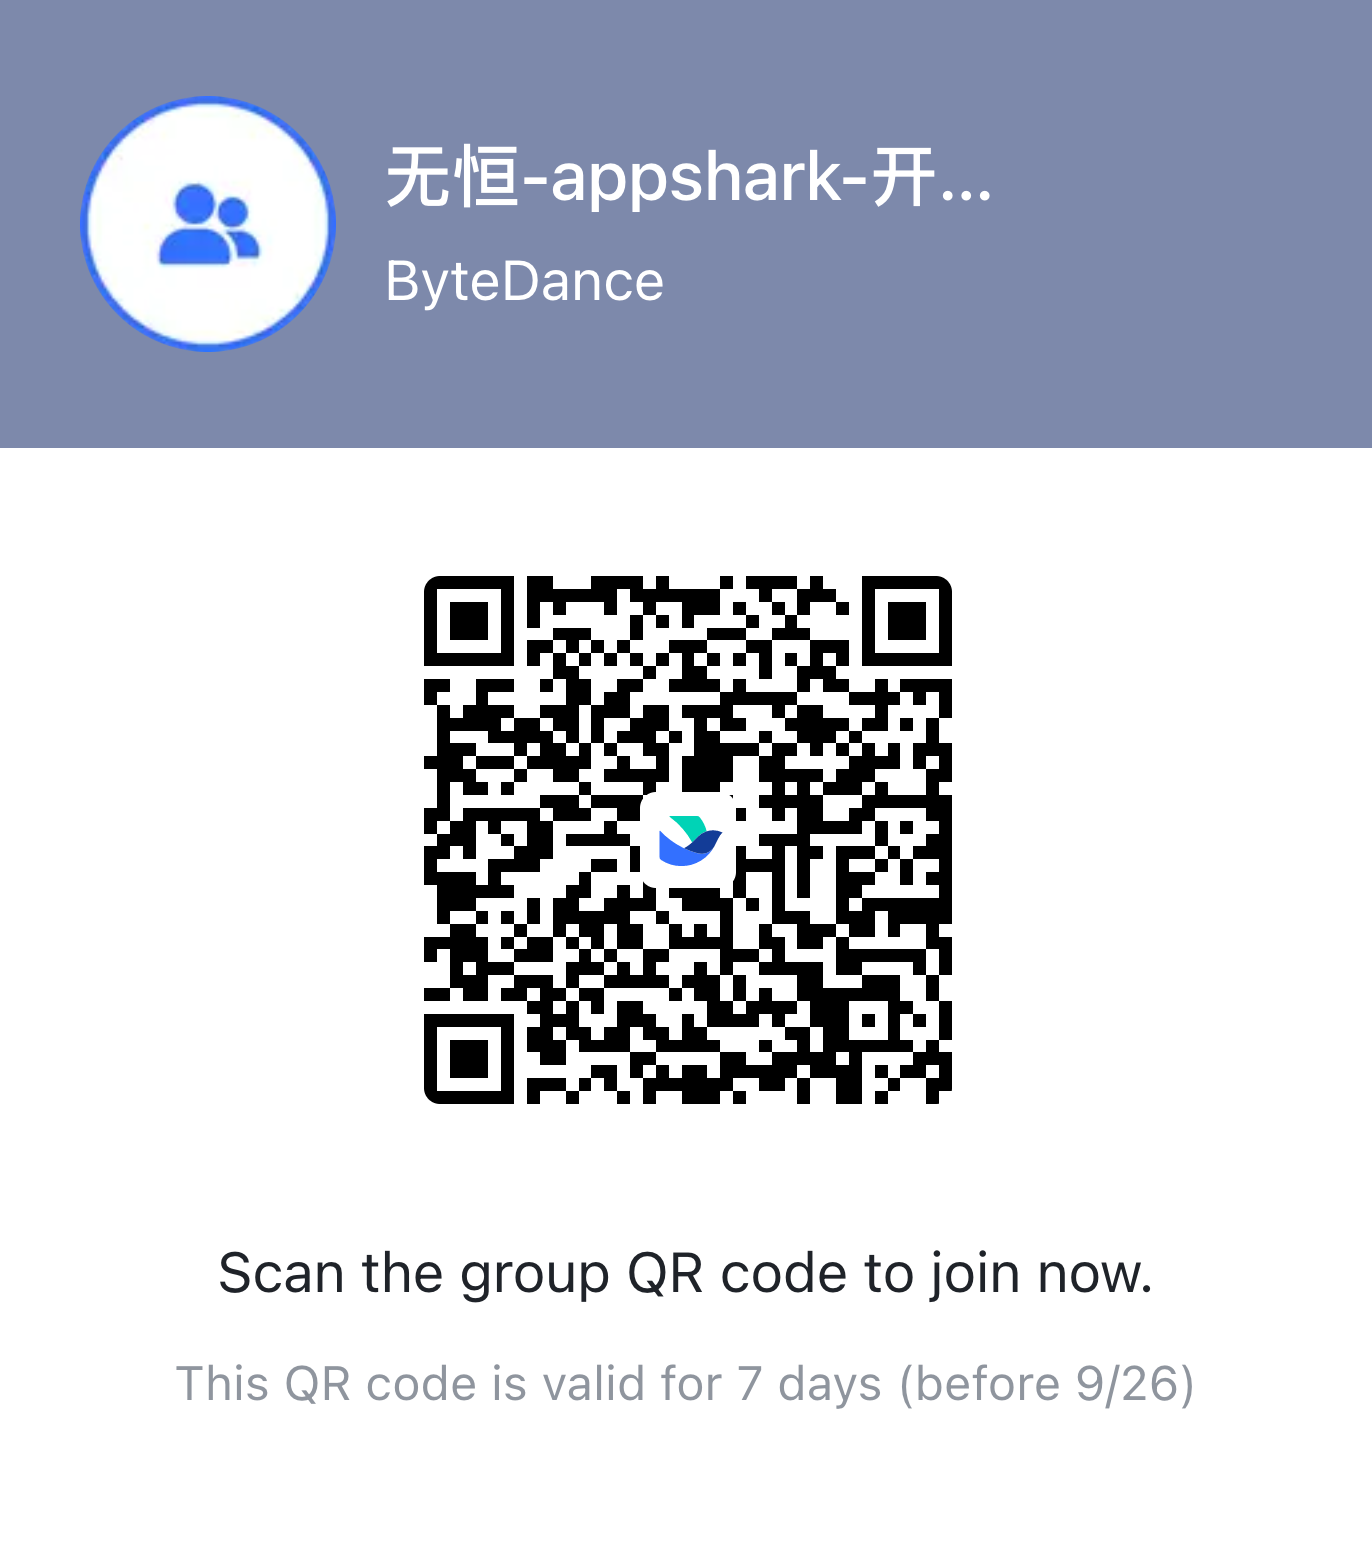 无恒-appshark-开...
ByteDance
Scan the group QR code to join now.
This QR code is valid for 7 days (before 9/26)